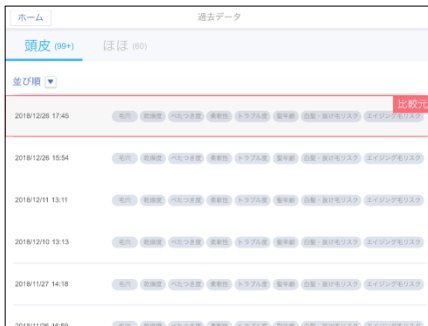 ホーム 過去データ
頭皮 (99+) ほほ (60)
並び順 ▼
比較元
2018/12/26 17:45 毛穴 乾燥度 べたつき度 柔軟性 トラブル度 髪年齢 白髪・抜け毛リスク エイジング毛リスク
2018/12/26 15:54 毛穴 乾燥度 べたつき度 柔軟性 トラブル度 髪年齢 白髪・抜け毛リスク エイジング毛リスク
2018/12/11 13:11 毛穴 乾燥度 べたつき度 柔軟性 トラブル度 髪年齢 白髪・抜け毛リスク エイジング毛リスク
2018/12/10 13:13 毛穴 乾燥度 べたつき度 柔軟性 トラブル度 髪年齢 白髪・抜け毛リスク エイジング毛リスク
2018/11/27 14:18 毛穴 乾燥度 べたつき度 柔軟性 トラブル度 髪年齢 白髪・抜け毛リスク エイジング毛リスク